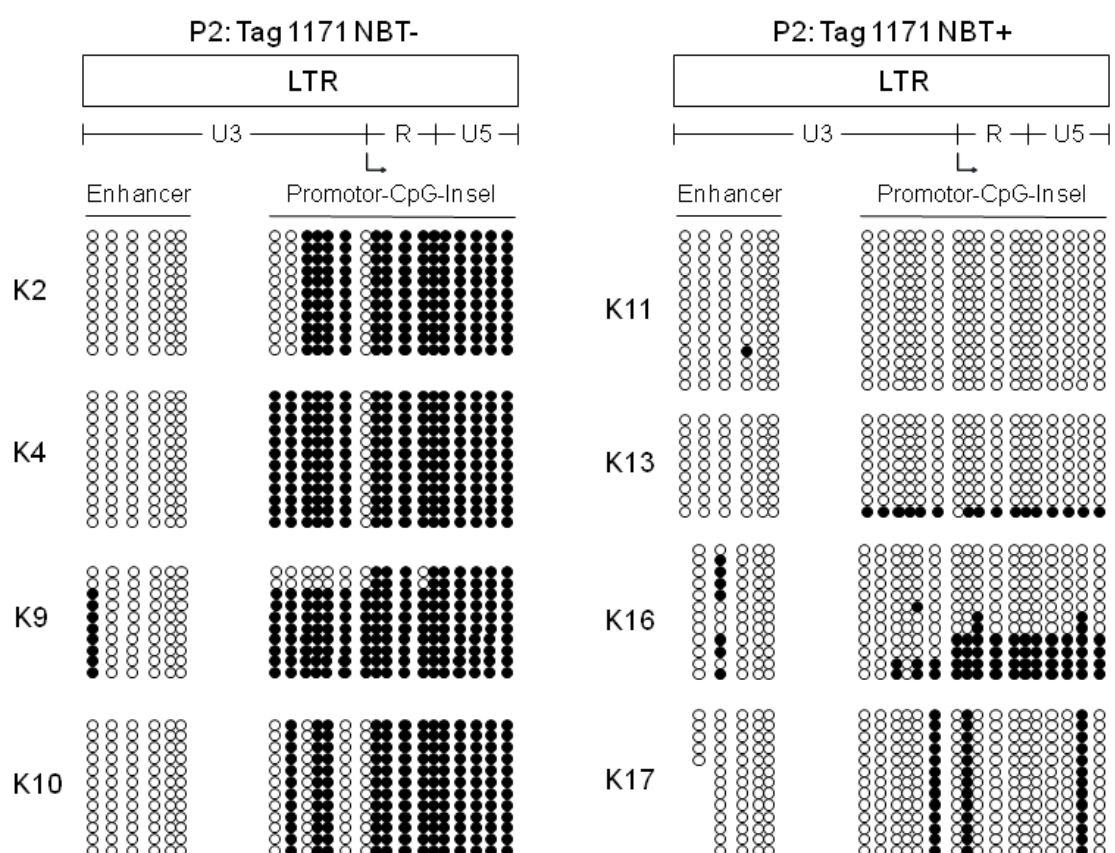 P2: Tag 1171 NBT-
LTR
U3 R U5
Enhancer Promotor-CpG-Insel
K2
K4
K9
K10
P2: Tag 1171 NBT+
LTR
U3 R U5
Enhancer Promotor-CpG-Insel
K11
K13
K16
K17